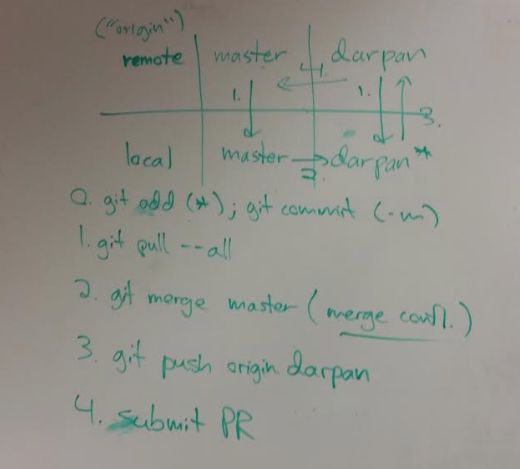 ("origin")
remote master darpan
4.
1. 1.
3.
local master darpan*
2.
0. git add (*); git commit (-m)
1. git pull --all
2. git merge master (merge confl.)
3. git push origin darpan
4. submit PR